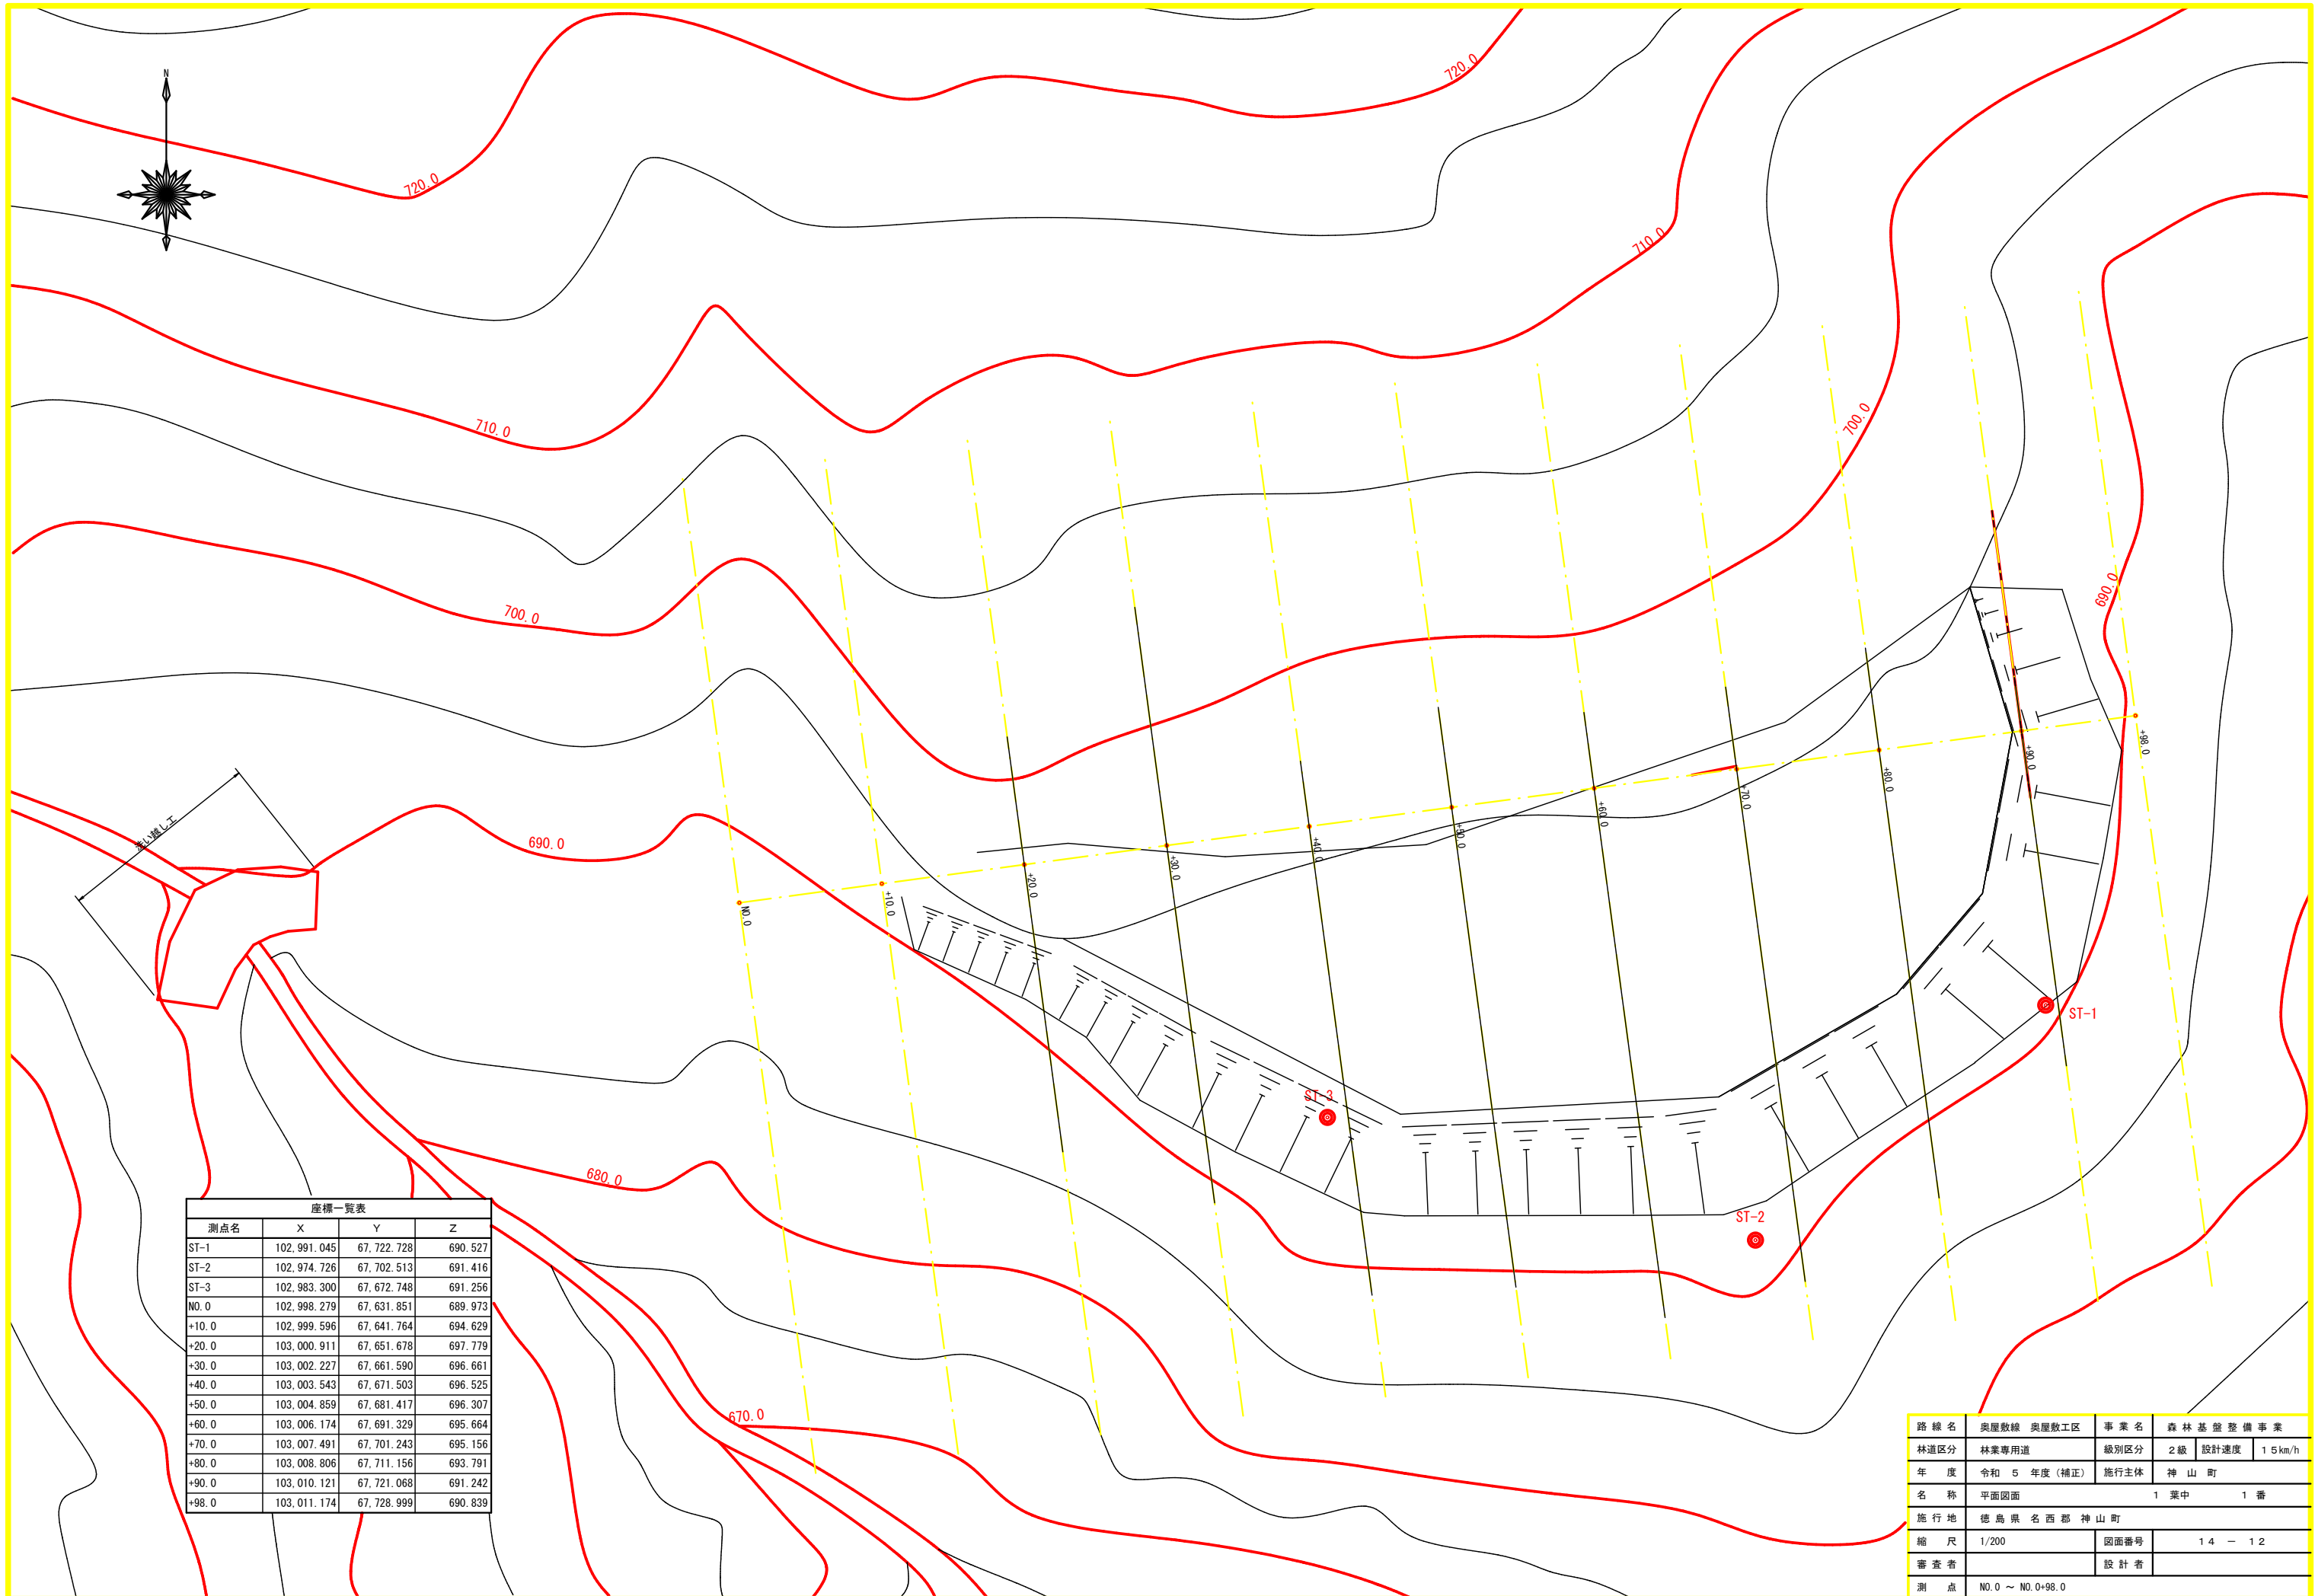 N
720.0
720.0
710.0
710.0
700.0
700.0
690.0
690.0
680.0
670.0
洗い越し工
NO.0
+10.0
+20.0
+30.0
+40.0
+50.0
+60.0
+70.0
+80.0
+90.0
+98.0
ST-1
ST-2
ST-3
座標一覧表
測点名 X Y Z
ST-1 102,991.045 67,722.728 690.527
ST-2 102,974.726 67,702.513 691.416
ST-3 102,983.300 67,672.748 691.256
NO.0 102,998.279 67,631.851 689.973
+10.0 102,999.596 67,641.764 694.629
+20.0 103,000.911 67,651.678 697.779
+30.0 103,002.227 67,661.590 696.661
+40.0 103,003.543 67,671.503 696.525
+50.0 103,004.859 67,681.417 696.307
+60.0 103,006.174 67,691.329 695.664
+70.0 103,007.491 67,701.243 695.156
+80.0 103,008.806 67,711.156 693.791
+90.0 103,010.121 67,721.068 691.242
+98.0 103,011.174 67,728.999 690.839
路線名 奥屋敷線 奥屋敷工区 事業名 森林基盤整備事業
林道区分 林業専用道 級別区分 2級 設計速度 15km/h
年度 令和 5 年度(補正) 施行主体 神山町
名称 平面図面 1 葉中 1 番
施行地 徳島県 名西郡 神山町
縮尺 1/200 図面番号 14 - 12
審査者 設計者
測点 NO.0 ~ NO.0+98.0